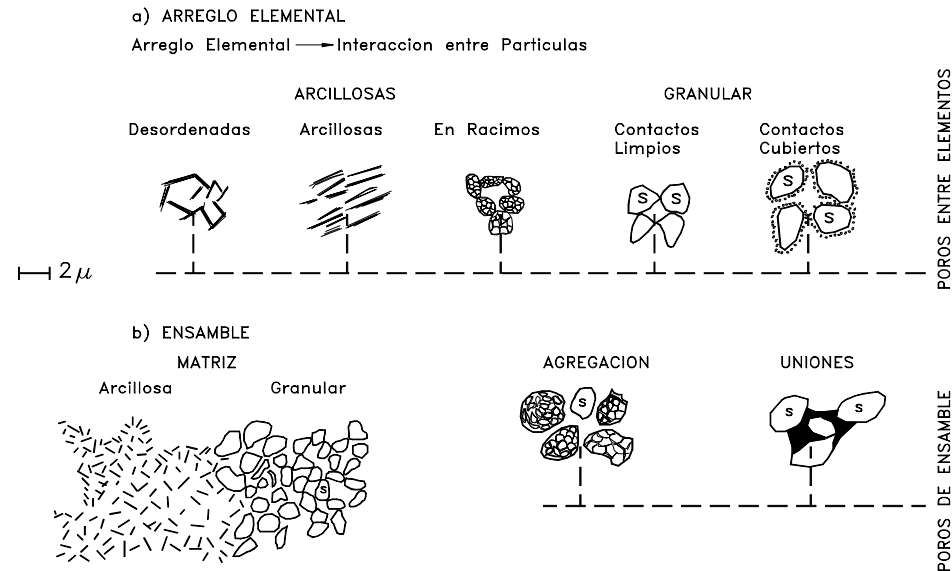 a) ARREGLO ELEMENTAL
Arreglo Elemental → Interaccion entre Particulas
ARCILLOSAS
GRANULAR
Desordenadas
Arcillosas
En Racimos
Contactos
Limpios
Contactos
Cubiertos
S
S
S
S
2 μ
POROS ENTRE ELEMENTOS
b) ENSAMBLE
MATRIZ
AGREGACION
UNIONES
Arcillosa
Granular
S
S
S
S
POROS DE ENSAMBLE